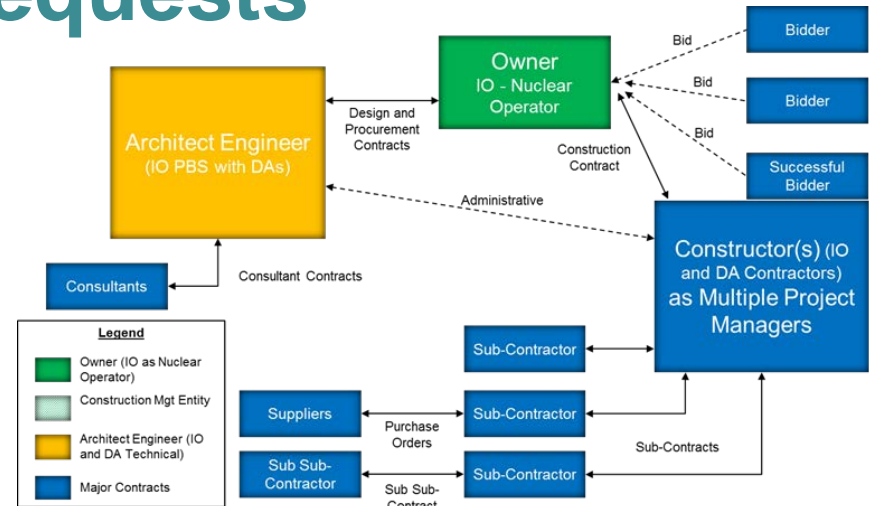 equests
Bidder
Bid
Owner
IO - Nuclear
Operator
Bid
Bidder
Architect Engineer
(IO PBS with DAs)
Design and
Procurement
Contracts
Bid
Construction
Contract
Successful
Bidder
Administrative
Constructor(s) (IO
and DA Contractors)
as Multiple Project
Managers
Consultants
Consultant Contracts
Legend
Owner (IO as Nuclear
Operator)
Construction Mgt Entity
Architect Engineer (IO
and DA Technical)
Major Contracts
Sub-Contractor
Suppliers
Purchase
Orders
Sub-Contractor
Sub-Contracts
Sub Sub-
Contractor
Sub Sub-
Contract
Sub-Contractor